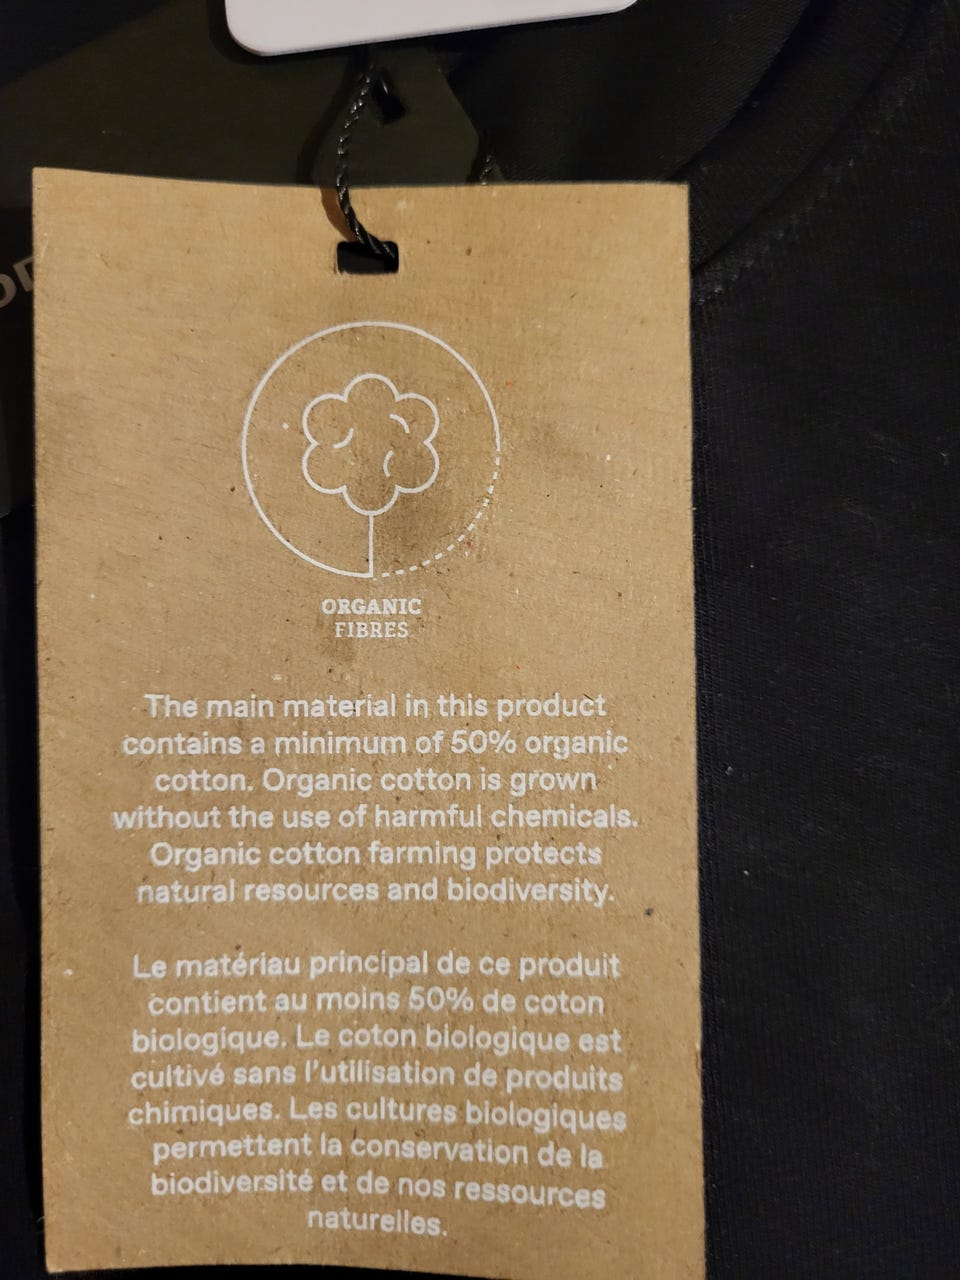 ORGANIC
FIBRES
The main material in this product
contains a minimum of 50% organic
cotton. Organic cotton is grown
without the use of harmful chemicals.
Organic cotton farming protects
natural resources and biodiversity.
Le matériau principal de ce produit
contient au moins 50% de coton
biologique. Le coton biologique est
cultivé sans l'utilisation de produits
chimiques. Les cultures biologiques
permettent la conservation de la
biodiversité et de nos ressources
naturelles.